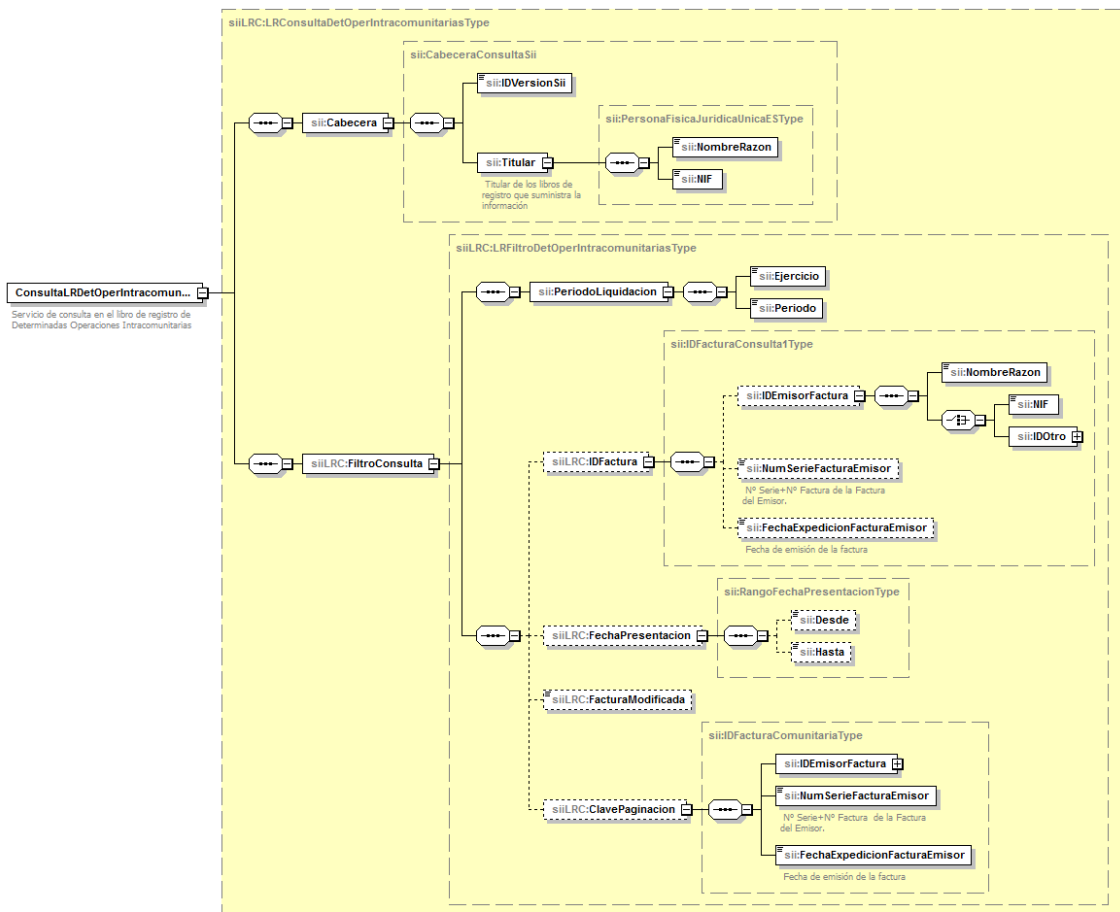 siiLRC:LRConsultaDetOperIntracomunitariasType
sii:CabeceraConsultaSii
sii:IDVersionSii
sii:Cabecera
sii:PersonaFisicaJuridicaUnicaESType
sii:NombreRazon
sii:Titular
sii:NIF
Titular de los libros de
registro que suministra la
información
siiLRC:LRFiltroDetOperIntracomunitariasType
ConsultaLRDetOperIntracomun...
Servicio de consulta en el libro de registro de
Determinadas Operaciones Intracomunitarias
sii:Ejercicio
sii:PeriodoLiquidacion
sii:Periodo
sii:IDFacturaConsulta1Type
sii:NombreRazon
sii:IDEmisorFactura
sii:NIF
sii:IDOtro
siiLRC:FiltroConsulta
siiLRC:IDFactura
sii:NumSerieFacturaEmisor
Nº Serie+Nº Factura de la Factura
del Emisor.
sii:FechaExpedicionFacturaEmisor
Fecha de emisión de la factura
sii:RangoFechaPresentacionType
sii:Desde
siiLRC:FechaPresentacion
sii:Hasta
siiLRC:FacturaModificada
sii:IDFacturaComunitariaType
sii:IDEmisorFactura
sii:NumSerieFacturaEmisor
siiLRC:ClavePaginacion
Nº Serie+Nº Factura de la Factura
del Emisor.
sii:FechaExpedicionFacturaEmisor
Fecha de emisión de la factura